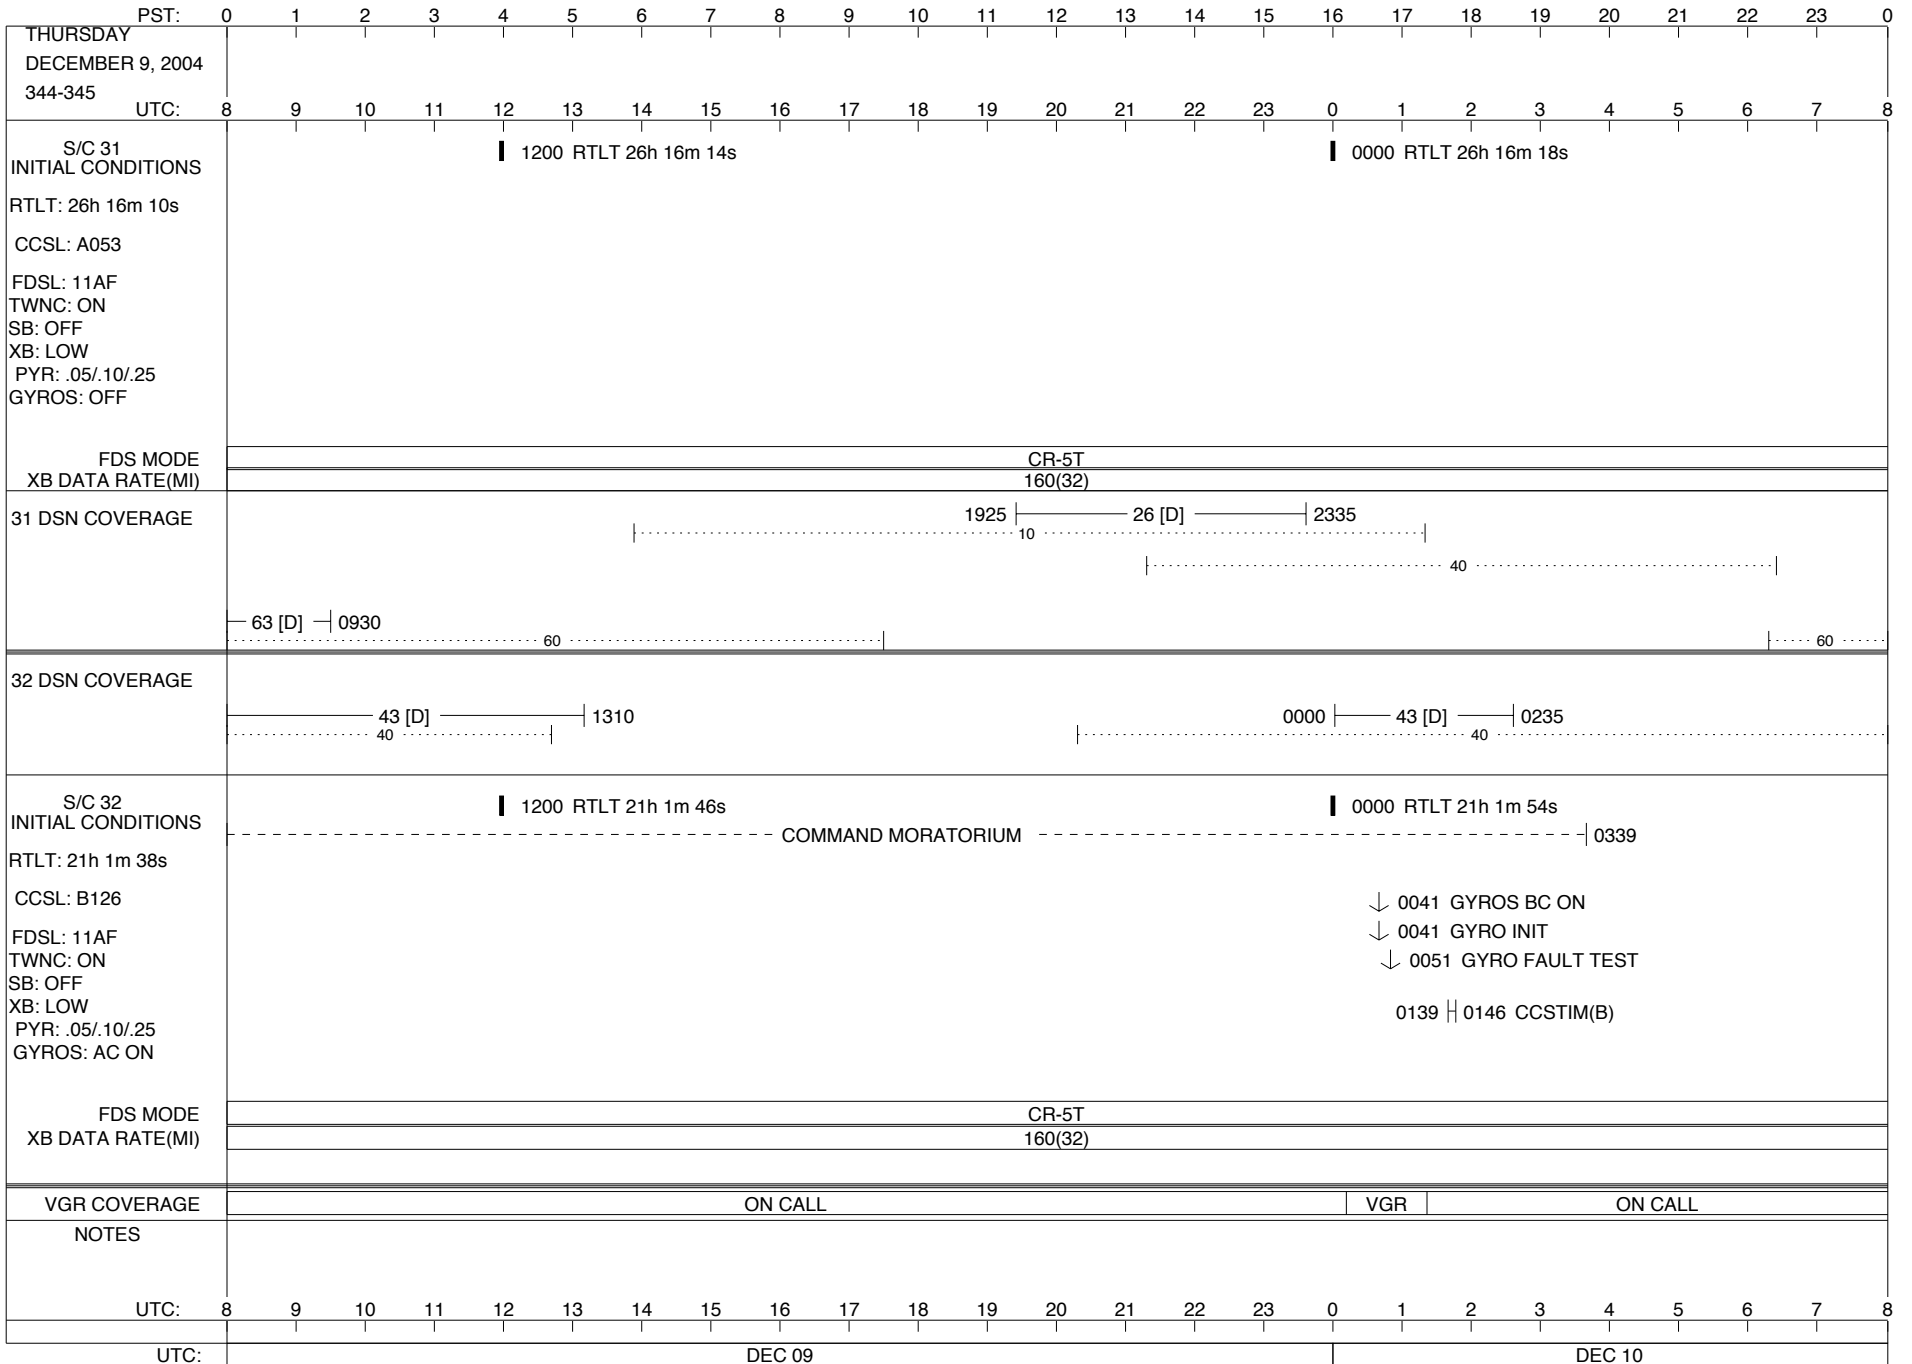 PST: 0 1 2 3 4 5 6 7 8 9 10 11 12 13 14 15 16 17 18 19 20 21 22 23 0
THURSDAY
DECEMBER 9, 2004
344-345
UTC: 8 9 10 11 12 13 14 15 16 17 18 19 20 21 22 23 0 1 2 3 4 5 6 7 8
S/C 31
INITIAL CONDITIONS
1200 RTLT 26h 16m 14s
0000 RTLT 26h 16m 18s
RTLT: 26h 16m 10s
CCSL: A053
FDSL: 11AF
TWNC: ON
SB: OFF
XB: LOW
PYR: .05/.10/.25
GYROS: OFF
FDS MODE CR-5T
XB DATA RATE(MI) 160(32)
31 DSN COVERAGE
1925 26 [D] 2335
10
40
63 [D] 0930
60 60
32 DSN COVERAGE
43 [D] 1310 0000 43 [D] 0235
40 40
S/C 32
INITIAL CONDITIONS
1200 RTLT 21h 1m 46s
0000 RTLT 21h 1m 54s
COMMAND MORATORIUM 0339
RTLT: 21h 1m 38s
CCSL: B126
0041 GYROS BC ON
0041 GYRO INIT
0051 GYRO FAULT TEST
0139 0146 CCSTIM(B)
FDSL: 11AF
TWNC: ON
SB: OFF
XB: LOW
PYR: .05/.10/.25
GYROS: AC ON
FDS MODE CR-5T
XB DATA RATE(MI) 160(32)
VGR COVERAGE ON CALL VGR ON CALL
NOTES
UTC: 8 9 10 11 12 13 14 15 16 17 18 19 20 21 22 23 0 1 2 3 4 5 6 7 8
UTC: DEC 09 DEC 10